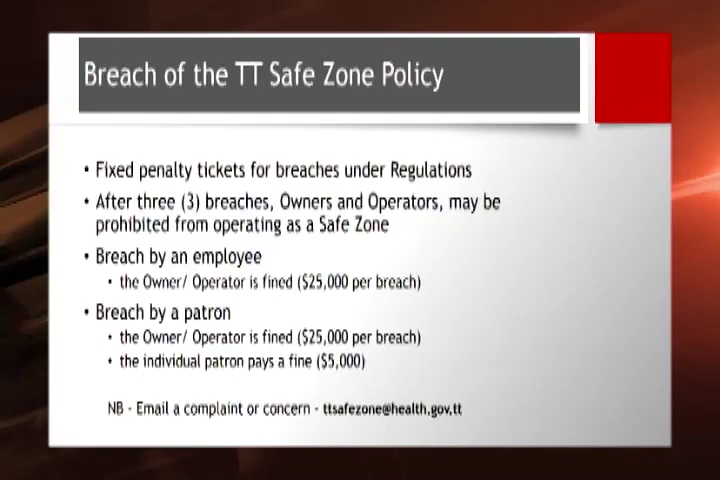 Breach of the TT Safe Zone Policy
• Fixed penalty tickets for breaches under Regulations
• After three (3) breaches, Owners and Operators, may be
prohibited from operating as a Safe Zone
• Breach by an employee
• the Owner/ Operator is fined ($25,000 per breach)
• Breach by a patron
• the Owner/ Operator is fined ($25,000 per breach)
• the individual patron pays a fine ($5,000)
NB - Email a complaint or concern - ttsafezone@health.gov.tt